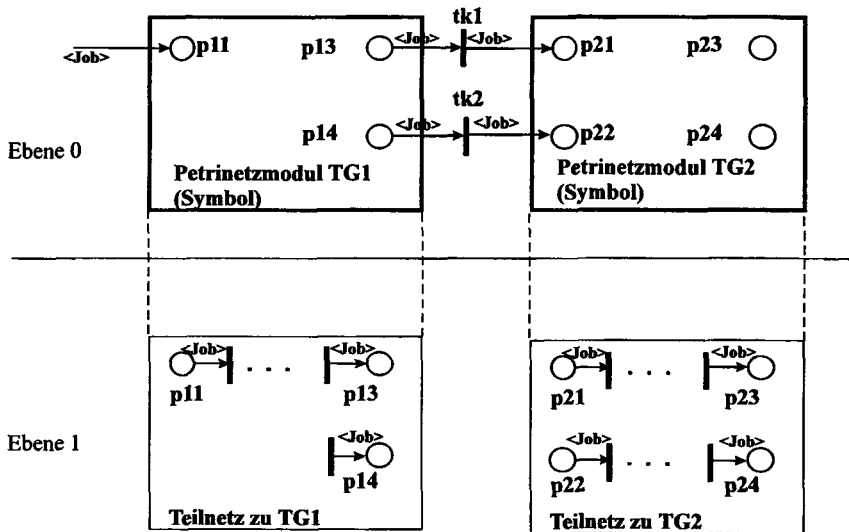 tk1
<Job> <Job>
<Job> p11 p13 p21 p23
tk2
<Job> <Job>
p14 p22 p24
Ebene 0
Petrinetzmodul TG1
(Symbol)
Petrinetzmodul TG2
(Symbol)
<Job> . . . <Job>
p11 p13
<Job>
p14
Teilnetz zu TG1
<Job> . . . <Job>
p21 p23
<Job> . . . <Job>
p22 p24
Teilnetz zu TG2
Ebene 1